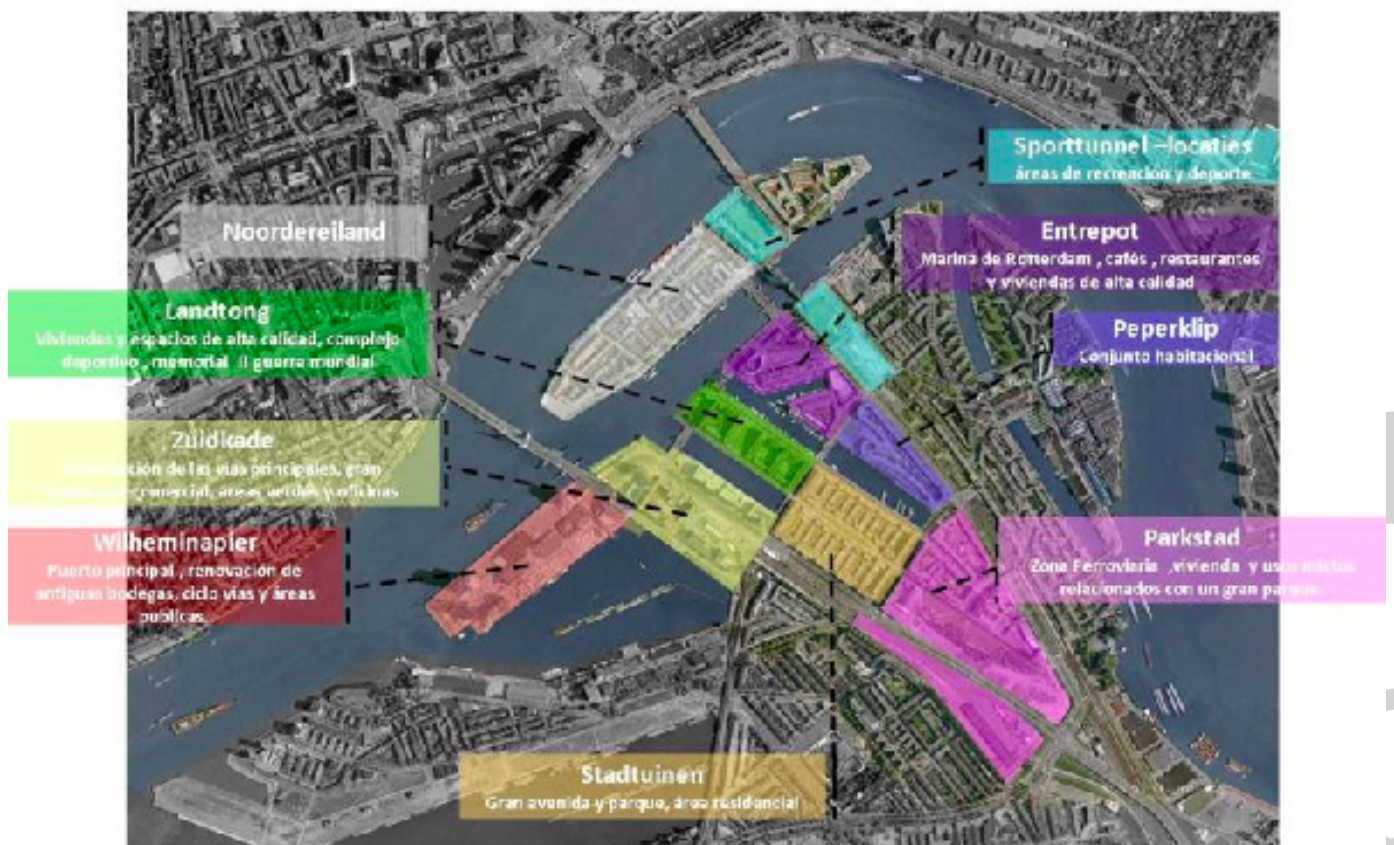 Sporttunnel –locaties
áreas de recreación y deporte
Noordereiland
Entrepot
Marina de Rotterdam , cafés , restaurantes
y viviendas de alta calidad
Landtong
Viviendas y espacios de alta calidad, complejo
deportivo , memorial II guerra mundial
Peperklip
Conjunto habitacional
Zuidkade
de las vías principales, gran
comercial, áreas verdes y oficinas
Wilheminapier
Puerto principal , renovación de
antiguas bodegas, ciclo vías y áreas
publicas.
Parkstad
Zona Ferroviaria ,vivienda y usos mixtos
relacionados con un gran parque.
Stadtuinen
Gran avenida y parque, área residencial